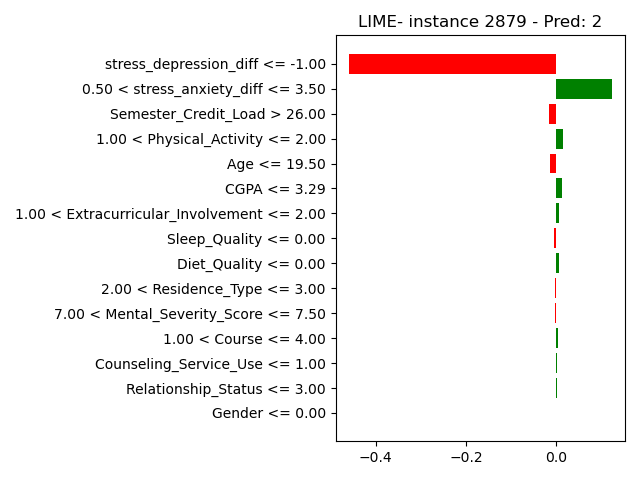 LIME- instance 2879 - Pred: 2
stress_depression_diff <= -1.00
0.50 < stress_anxiety_diff <= 3.50
Semester_Credit_Load > 26.00
1.00 < Physical_Activity <= 2.00
Age <= 19.50
CGPA <= 3.29
1.00 < Extracurricular_Involvement <= 2.00
Sleep_Quality <= 0.00
Diet_Quality <= 0.00
2.00 < Residence_Type <= 3.00
7.00 < Mental_Severity_Score <= 7.50
1.00 < Course <= 4.00
Counseling_Service_Use <= 1.00
Relationship_Status <= 3.00
Gender <= 0.00
−0.4 −0.2 0.0